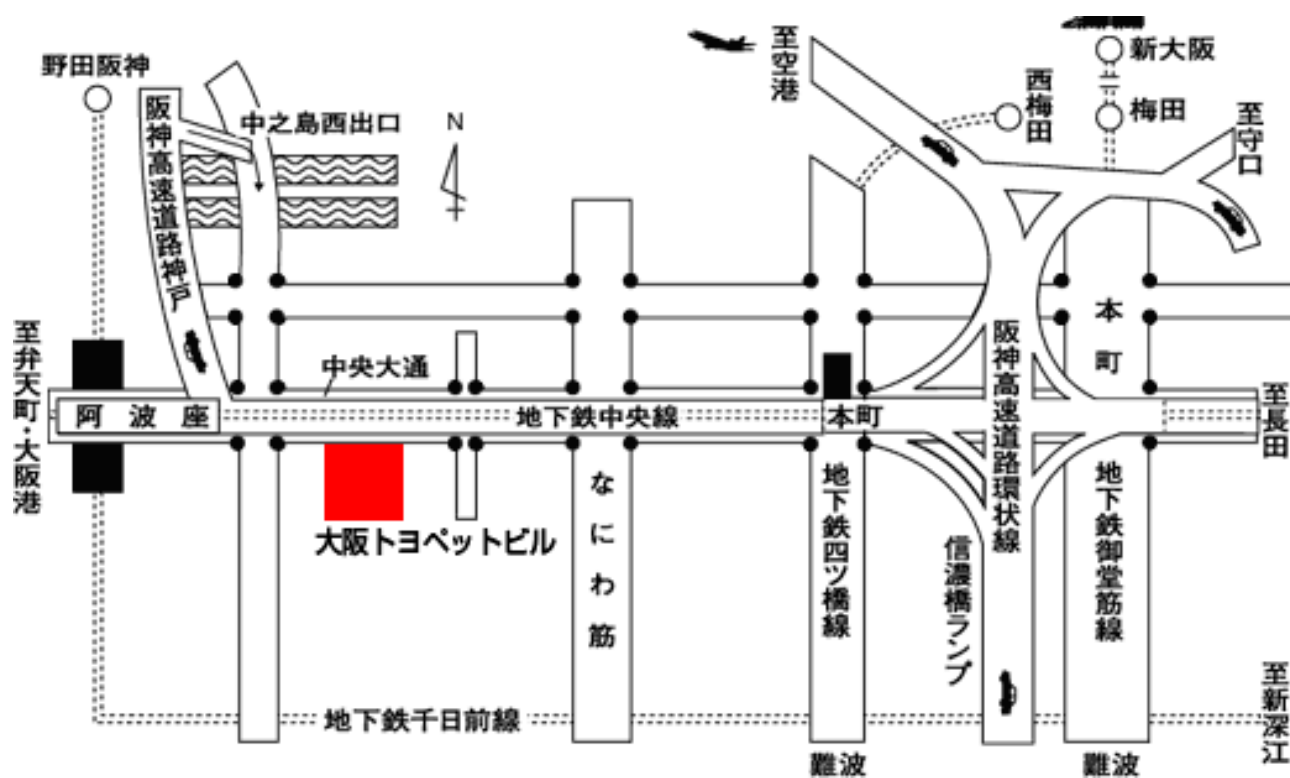 新大阪
至空港
野田阪神
西梅田
梅田
至守口
阪神高速道路神戸
中之島西出口
N
本町
至弁天町・大阪港
阪神高速道路環状線
中央大通
至長田
阿波座
地下鉄中央線
本町
なにわ筋
地下鉄四ツ橋線
地下鉄御堂筋線
大阪トヨペットビル
信濃橋ランプ
至新深江
地下鉄千日前線
難波
難波